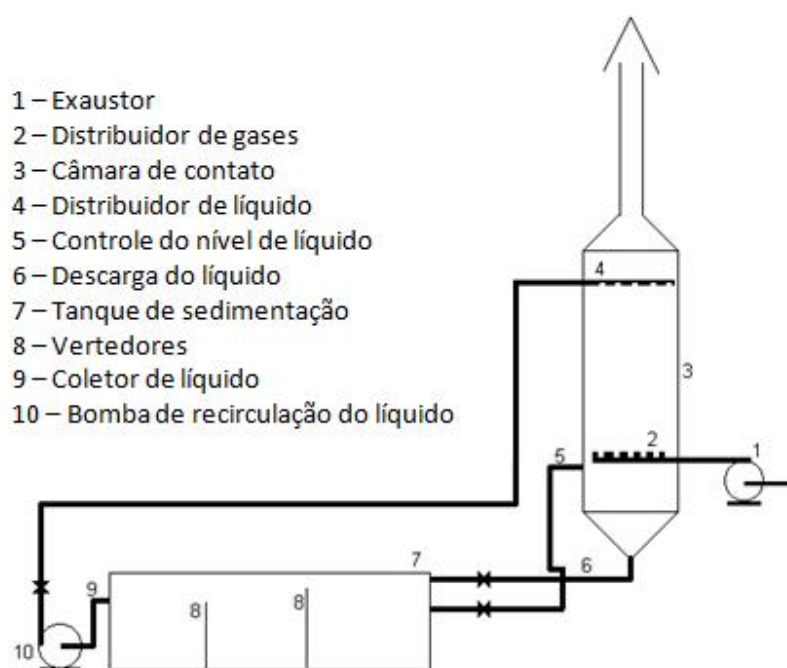 1 – Exaustor
2 – Distribuidor de gases
3 – Câmara de contato
4 – Distribuidor de líquido
5 – Controle do nível de líquido
6 – Descarga do líquido
7 – Tanque de sedimentação
8 – Vertedores
9 – Coletor de líquido
10 – Bomba de recirculação do líquido
4
3
2
1
5
7
6
9
8
8
10